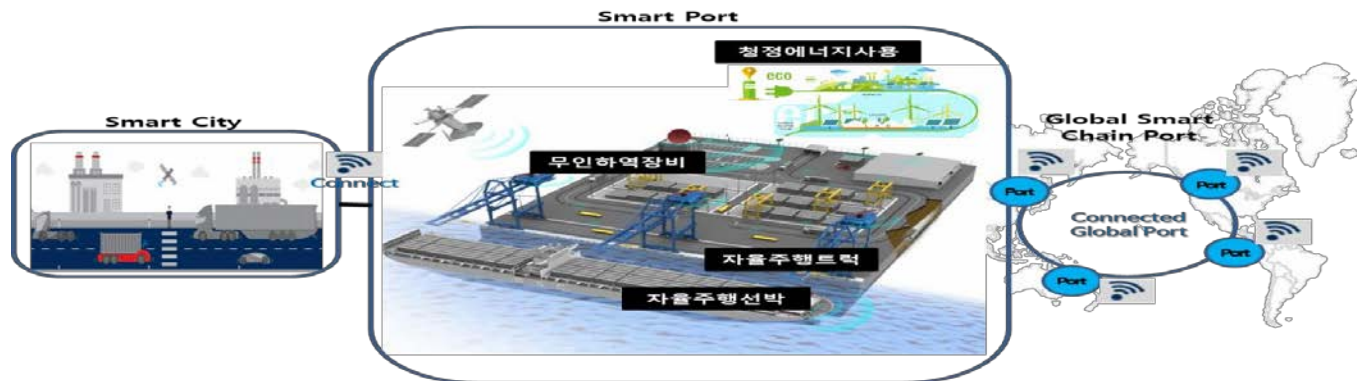 Smart Port
청정에너지사용
eco
Smart City
Connect
무인하역장비
자율주행트럭
자율주행선박
Global Smart
Chain Port
Port
Port
Connected
Global Port
Port
Port